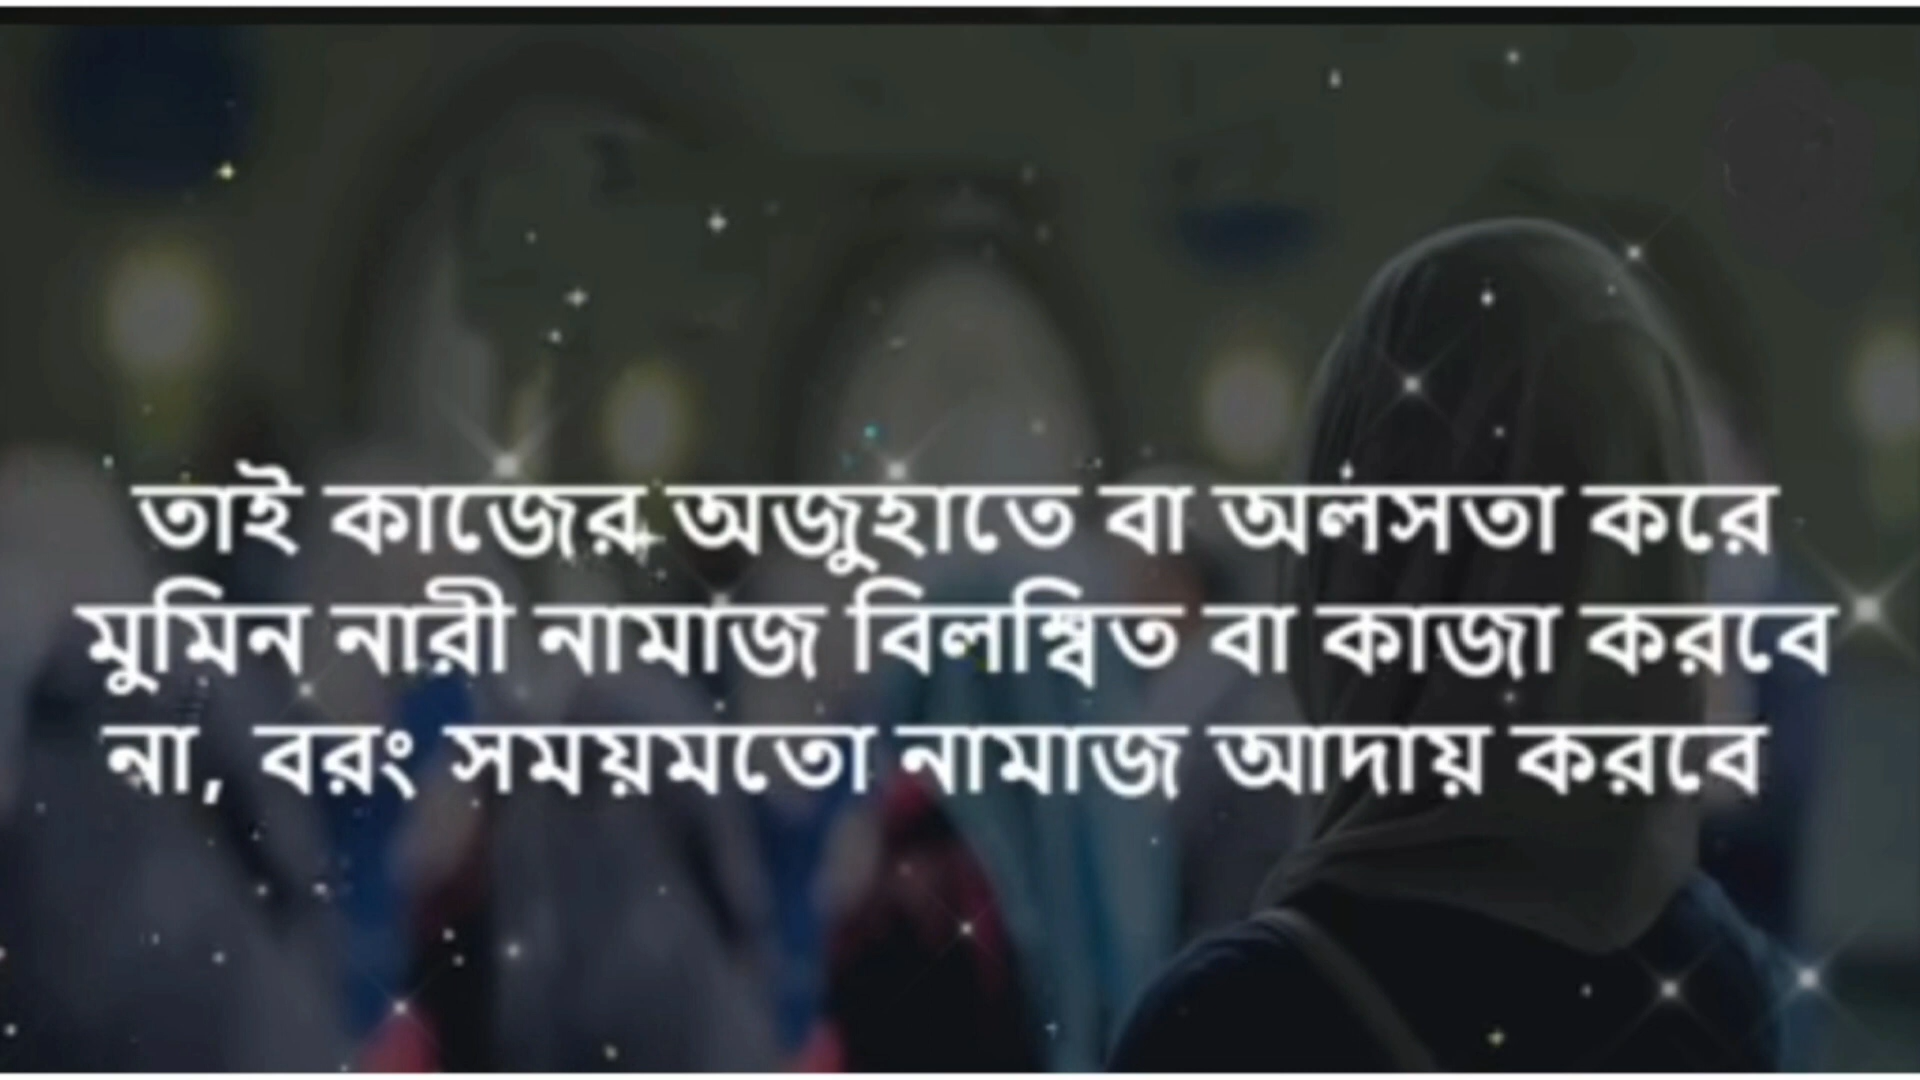 তাই কাজের অজুহাতে বা অলসতা করে
মুমিন নারী নামাজ বিলম্বিত বা কাজা করবে
না, বরং সময়মতো নামাজ আদায় করবে